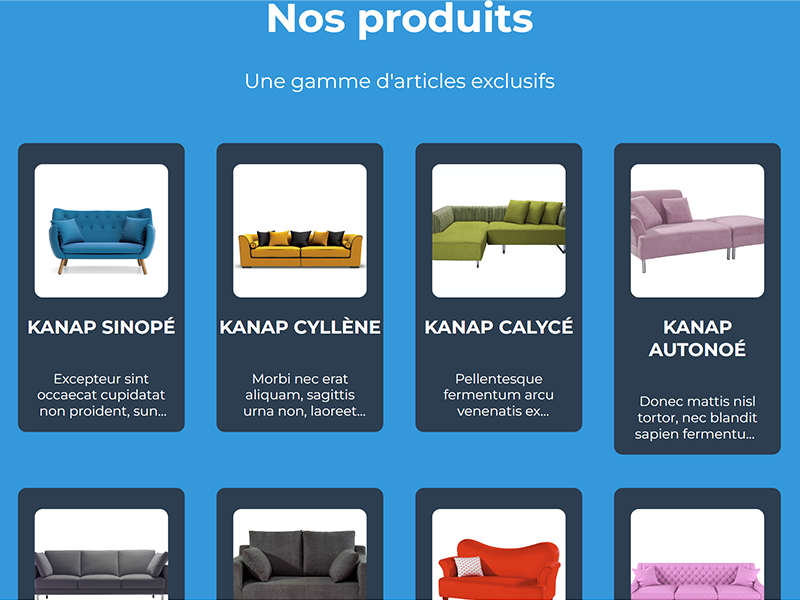 Nos produits
Une gamme d'articles exclusifs
KANAP SINOPÉ
Excepteur sint
occaecat cupidatat
non proident, sun...
KANAP CYLLÈNE
Morbi nec erat
aliquam, sagittis
urna non, laoreet...
KANAP CALYCÉ
Pellentesque
fermentum arcu
venenatis ex...
KANAP
AUTONOÉ
Donec mattis nisl
tortor, nec blandit
sapien fermentu...